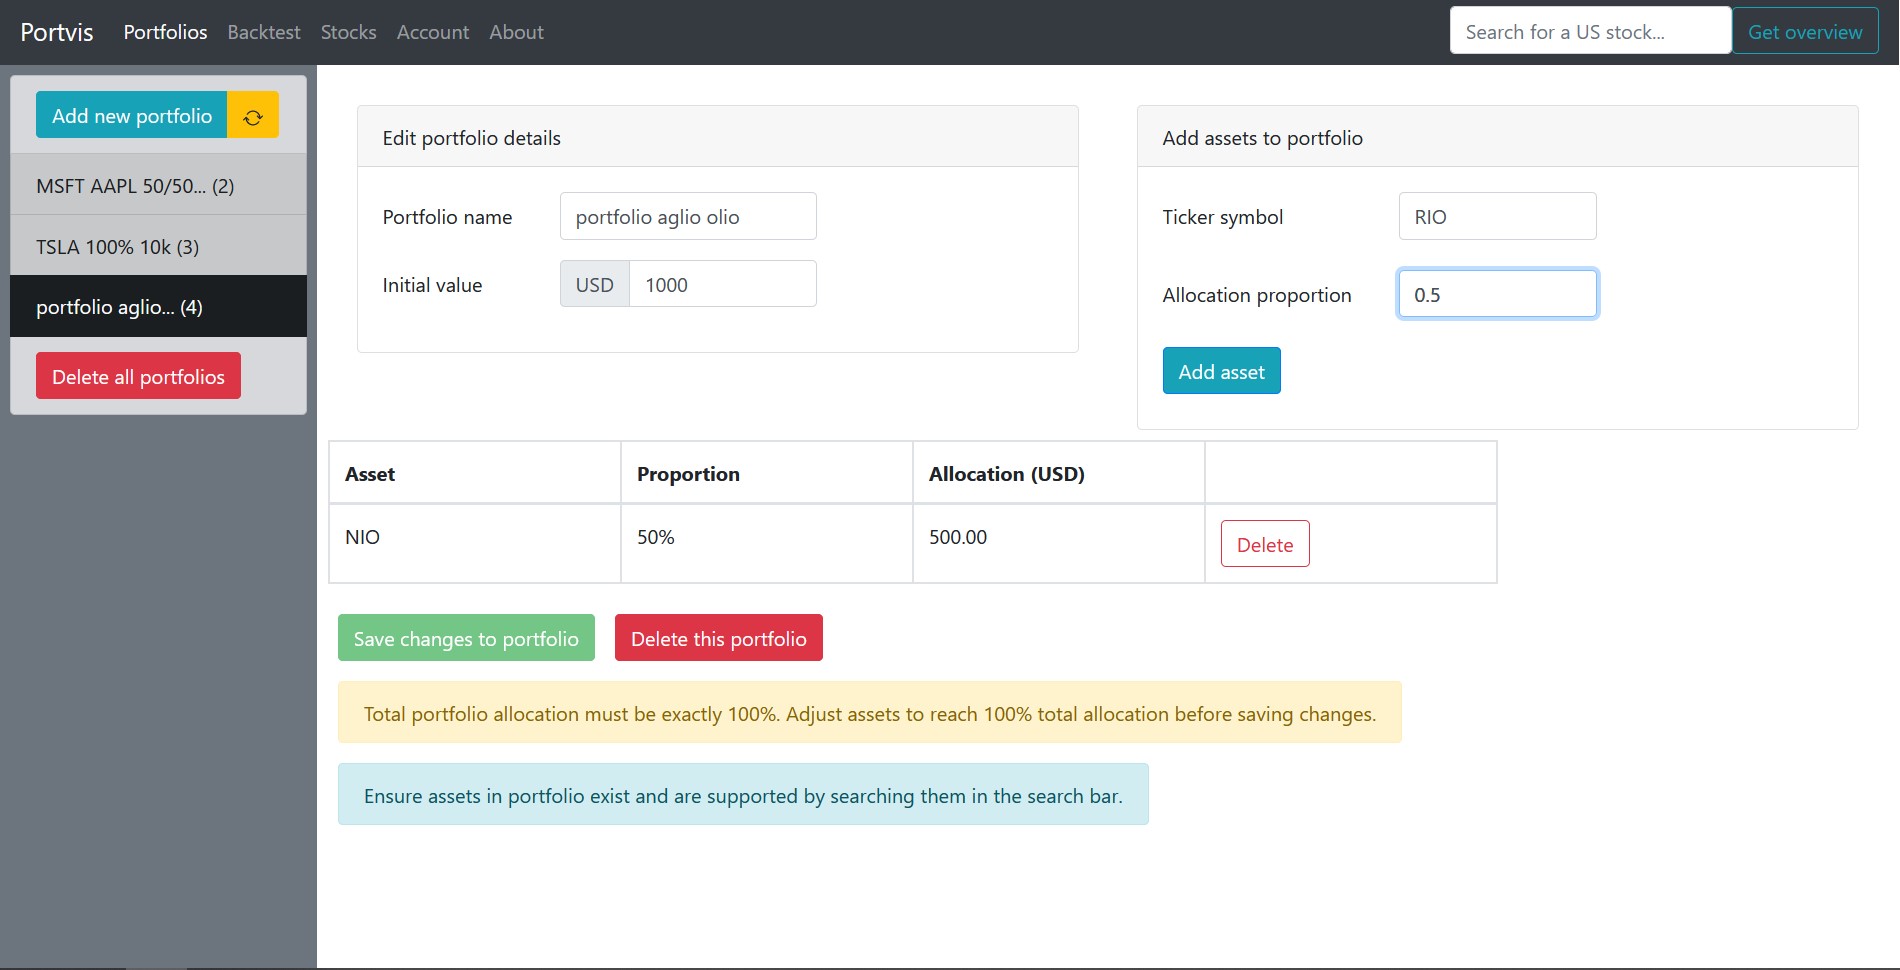 Portvis Portfolios Backtest Stocks Account About Search for a US stock... Get overview
Add new portfolio
MSFT AAPL 50/50... (2)
TSLA 100% 10k (3)
portfolio aglio... (4)
Delete all portfolios
Edit portfolio details
Portfolio name portfolio aglio olio
Initial value USD 1000
Add assets to portfolio
Ticker symbol RIO
Allocation proportion 0.5
Add asset
Asset Proportion Allocation (USD)
NIO 50% 500.00 Delete
Save changes to portfolio Delete this portfolio
Total portfolio allocation must be exactly 100%. Adjust assets to reach 100% total allocation before saving changes.
Ensure assets in portfolio exist and are supported by searching them in the search bar.